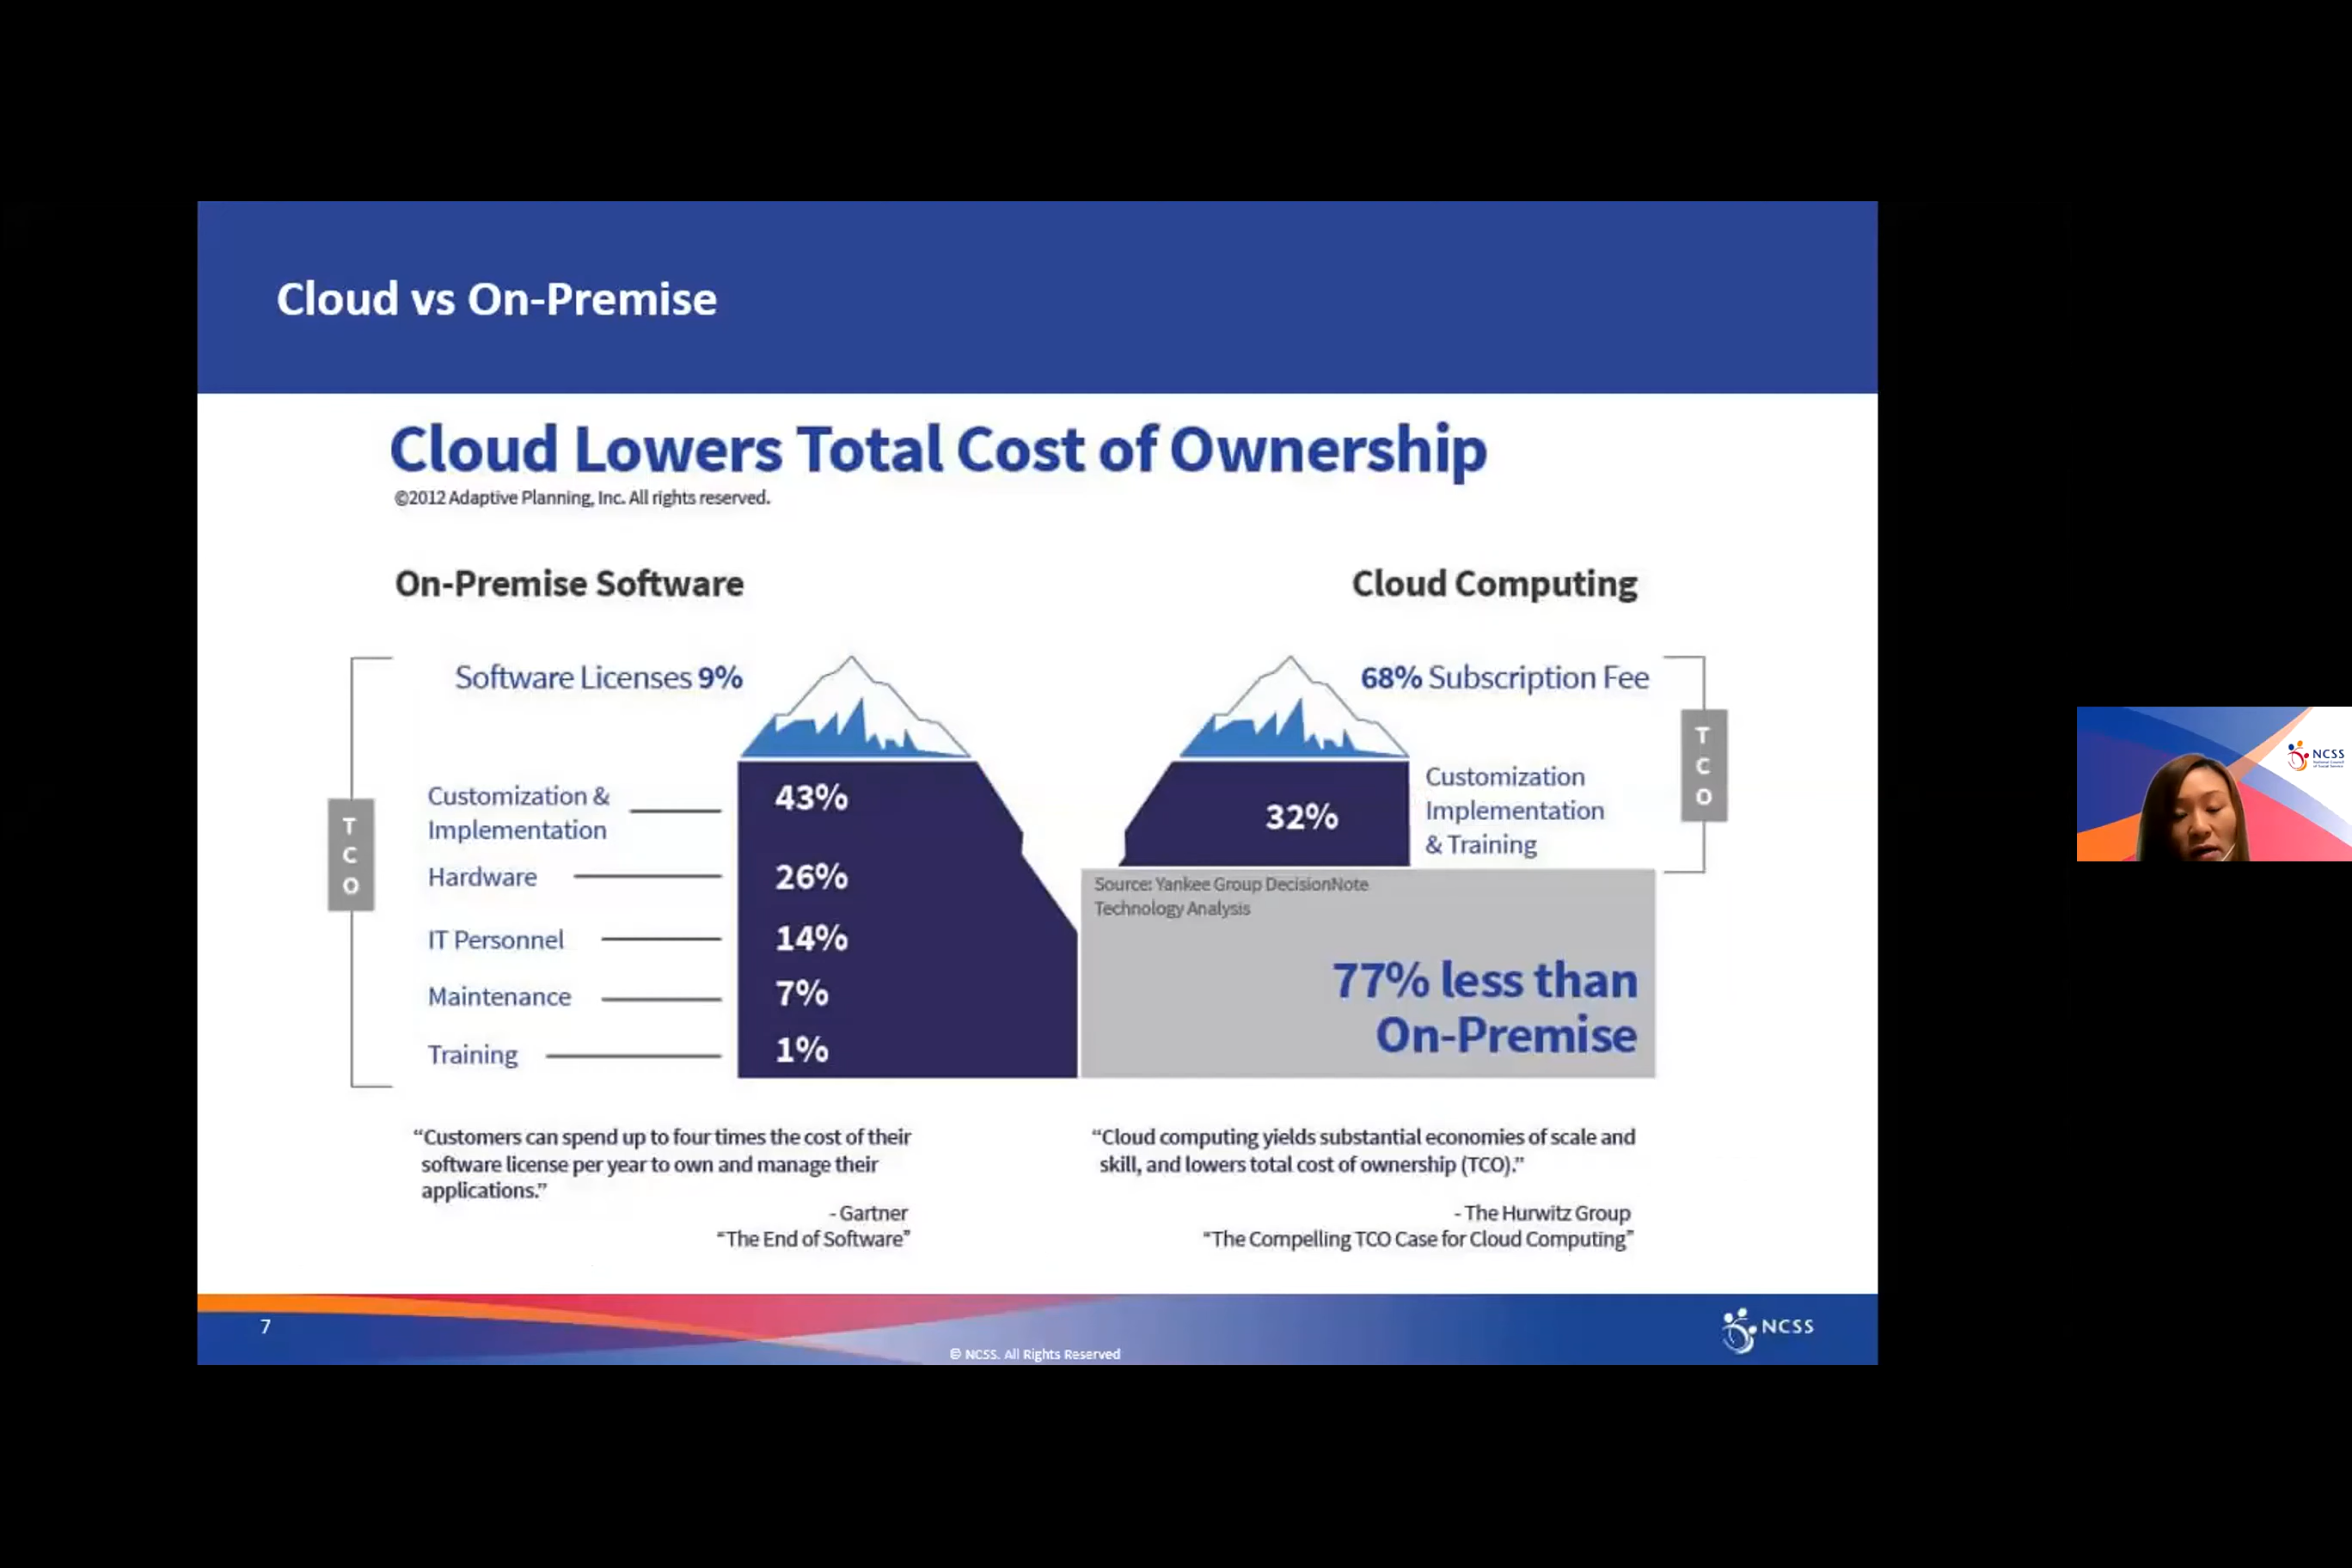 Cloud vs On-Premise
Cloud Lowers Total Cost of Ownership
©2012 Adaptive Planning, Inc. All rights reserved.
On-Premise Software
Software Licenses 9%
TCO
Customization &
Implementation
43%
Hardware
26%
IT Personnel
14%
Maintenance
7%
Training
1%
Cloud Computing
68% Subscription Fee
TCO
32%
Customization
Implementation
& Training
Source: Yankee Group DecisionNote
Technology Analysis
77% less than
On-Premise
“Customers can spend up to four times the cost of their
software license per year to own and manage their
applications.”
- Gartner
“The End of Software”
“Cloud computing yields substantial economies of scale and
skill, and lowers total cost of ownership (TCO).”
- The Hurwitz Group
“The Compelling TCO Case for Cloud Computing”
7
© NCSS. All Rights Reserved
NCSS
NCSS